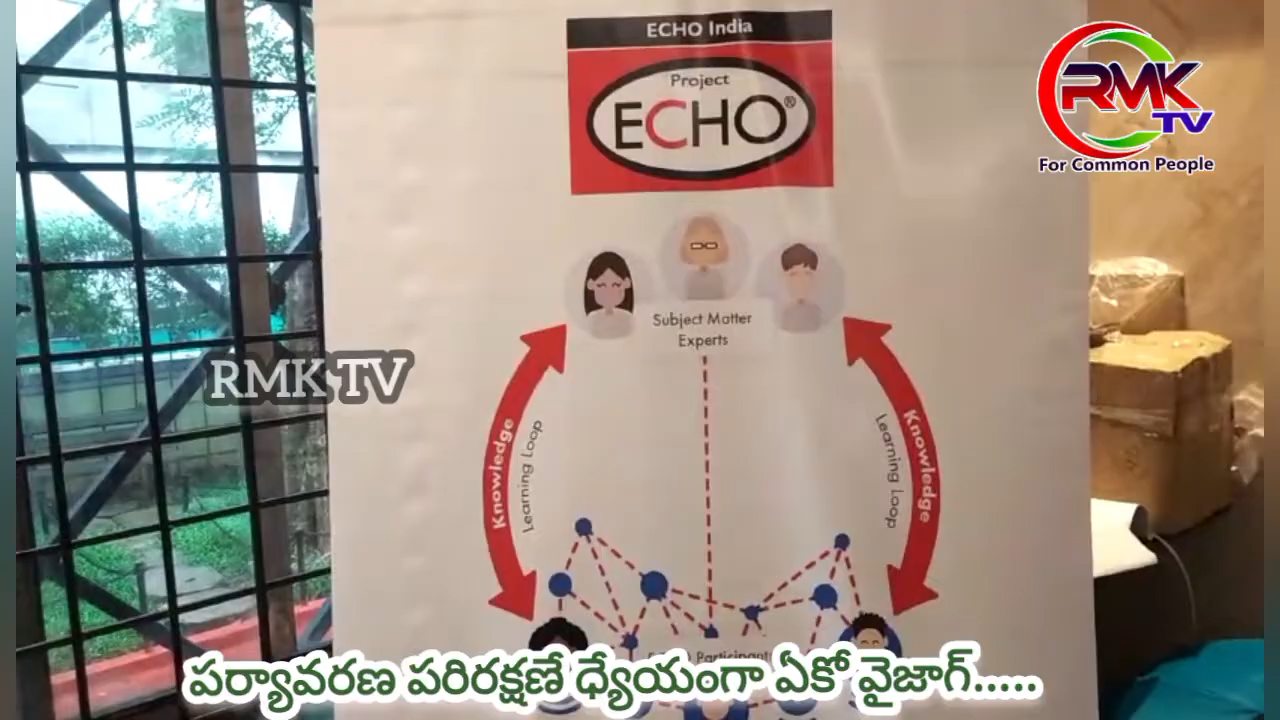 ECHO India
Project
ECHO®
RMK
TV
For Common People
Subject Matter
Experts
RMK TV
Knowledge
Learning Loop
Learning Loop
Knowledge
Participants
పర్యావరణ పరిరక్షణే ధ్యేయంగా ఏకో వైజాగ్.....